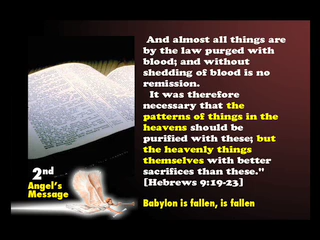 And almost all things are
by the law purged with
blood; and without
shedding of blood is no
remission.
It was therefore
necessary that the
patterns of things in the
heavens should be
purified with these; but
the heavenly things
themselves with better
sacrifices than these."
[Hebrews 9:19-23]
2nd
Angel's
Message
Babylon is fallen, is fallen